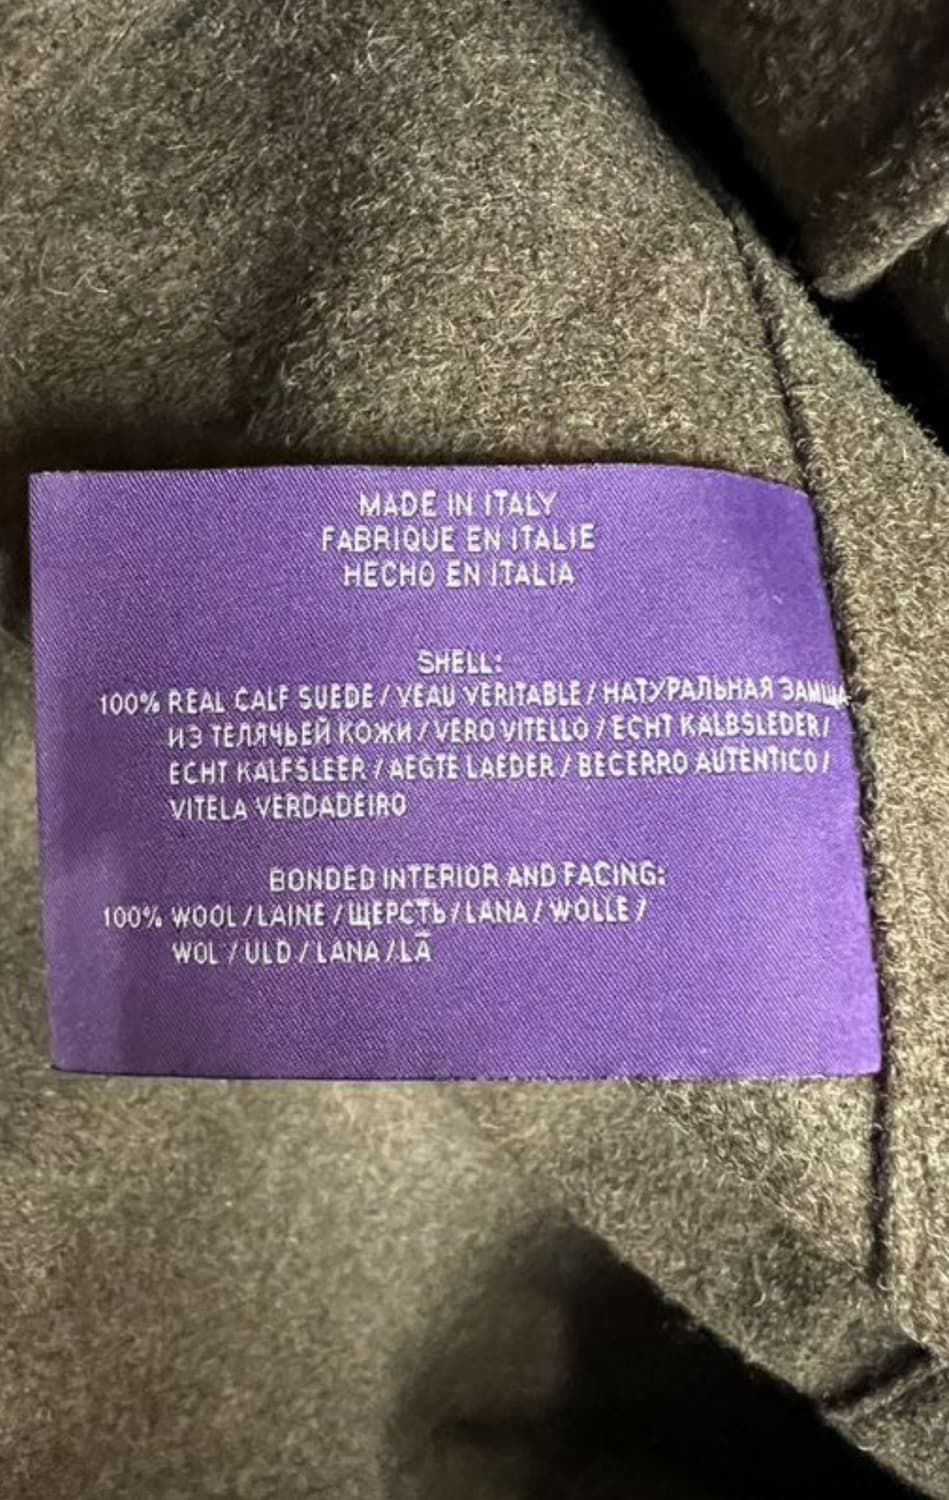 MADE IN ITALY
FABRIQUE EN ITALIE
HECHO EN ITALIA
SHELL:
100% REAL CALF SUEDE / VEAU VERITABLE / НАТУРАЛЬНАЯ ЗАМША
ИЗ ТЕЛЯЧЬЕЙ КОЖИ / VERO VITELLO / ECHT KALBSLEDER /
ECHT KALFSLEER / AEGTE LAEDER / BECERRO AUTENTICO /
VITELA VERDADEIRO
BONDED INTERIOR AND FACING:
100% WOOL / LAINE / ЩЕРСТЬ / LANA / WOLLE /
WOL / ULD / LANA / LÃ